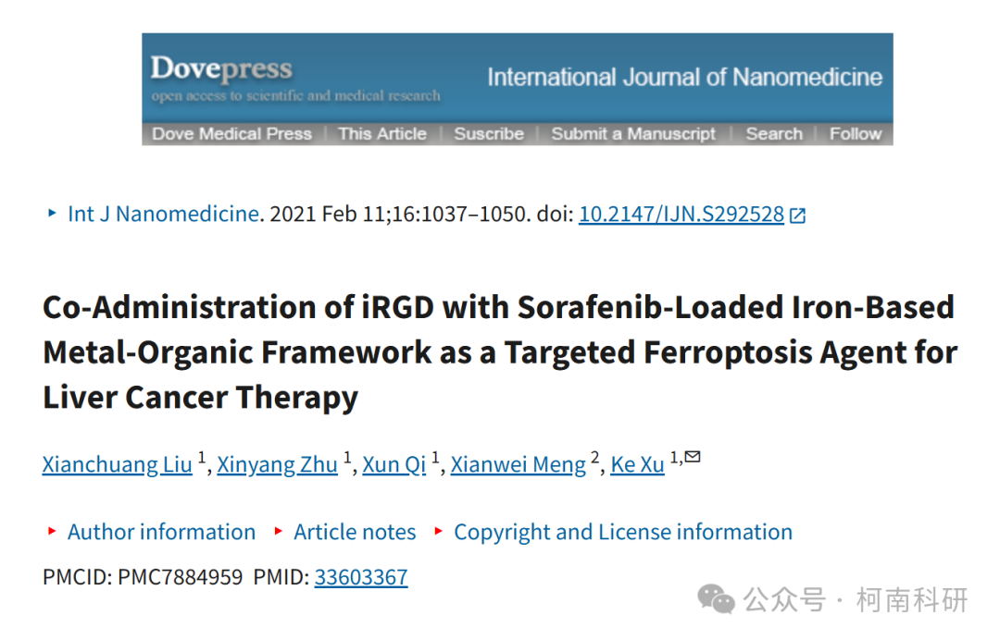 Dovepress
open access to scientific and medical research
International Journal of Nanomedicine
Dove Medical Press | This Article | Suscribe | Submit a Manuscript | Search | Follow
Int J Nanomedicine. 2021 Feb 11;16:1037–1050. doi: 10.2147/IJN.S292528
Co-Administration of iRGD with Sorafenib-Loaded Iron-Based
Metal-Organic Framework as a Targeted Ferroptosis Agent for
Liver Cancer Therapy
Xianchuang Liu 1, Xinyang Zhu 1, Xun Qi 1, Xianwei Meng 2, Ke Xu 1,✉
Author information Article notes Copyright and License information
PMCID: PMC7884959 PMID: 33603367
公众号 · 柯南科研